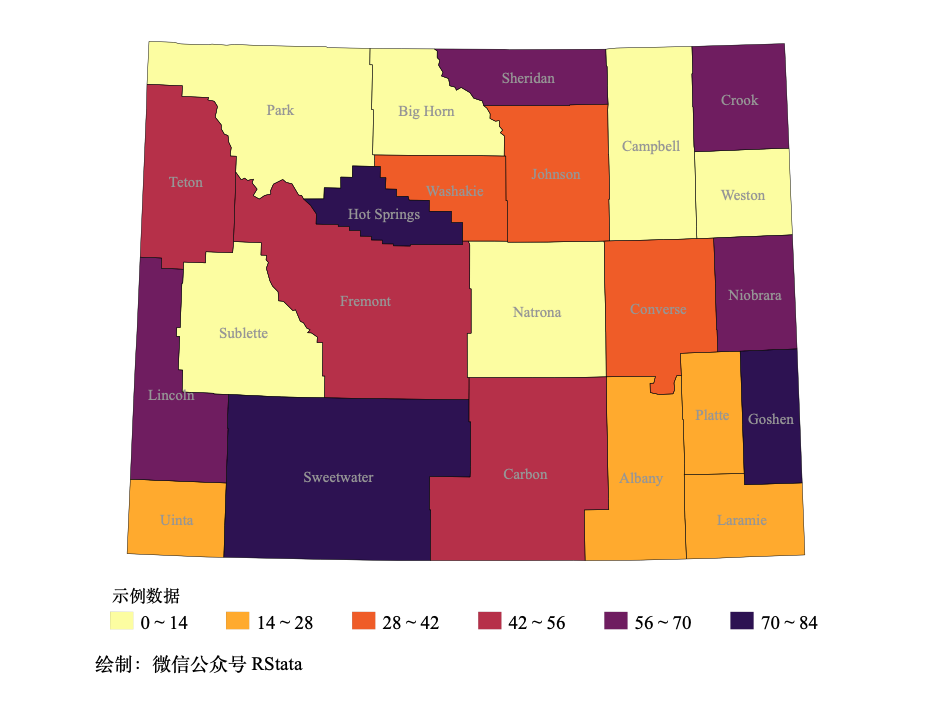 Sheridan
Crook
Park
Big Horn
Campbell
Johnson
Teton
Washakie
Weston
Hot Springs
Niobrara
Fremont
Converse
Natrona
Sublette
Lincoln
Platte
Goshen
Carbon
Sweetwater
Albany
Uinta
Laramie
示例数据
0 ~ 14 14 ~ 28 28 ~ 42 42 ~ 56 56 ~ 70 70 ~ 84
绘制：微信公众号 RStata